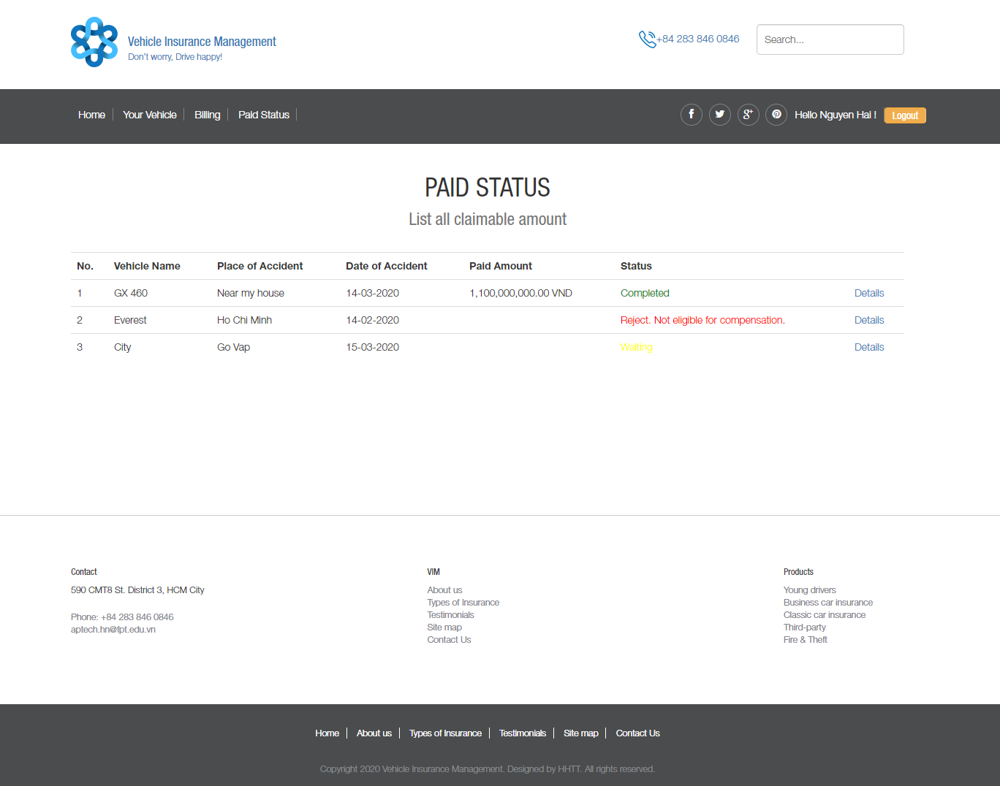 Vehicle Insurance Management
Don't worry, Drive happy!
+84 283 846 0846
Search...
Home
Your Vehicle
Billing
Paid Status
Hello Nguyen Hai !
Logout
PAID STATUS
List all claimable amount
No. Vehicle Name Place of Accident Date of Accident Paid Amount Status
1 GX 460 Near my house 14-03-2020 1,100,000,000.00 VND Completed Details
2 Everest Ho Chi Minh 14-02-2020 Reject. Not eligible for compensation. Details
3 City Go Vap 15-03-2020 Waiting Details
Contact
590 CMT8 St. District 3, HCM City
Phone: +84 283 846 0846
aptech.hn@fpt.edu.vn
VIM
About us
Types of Insurance
Testimonials
Site map
Contact Us
Products
Young drivers
Business car insurance
Classic car insurance
Third-party
Fire & Theft
Home
About us
Types of Insurance
Testimonials
Site map
Contact Us
Copyright 2020 Vehicle Insurance Management. Designed by HHTT. All rights reserved.